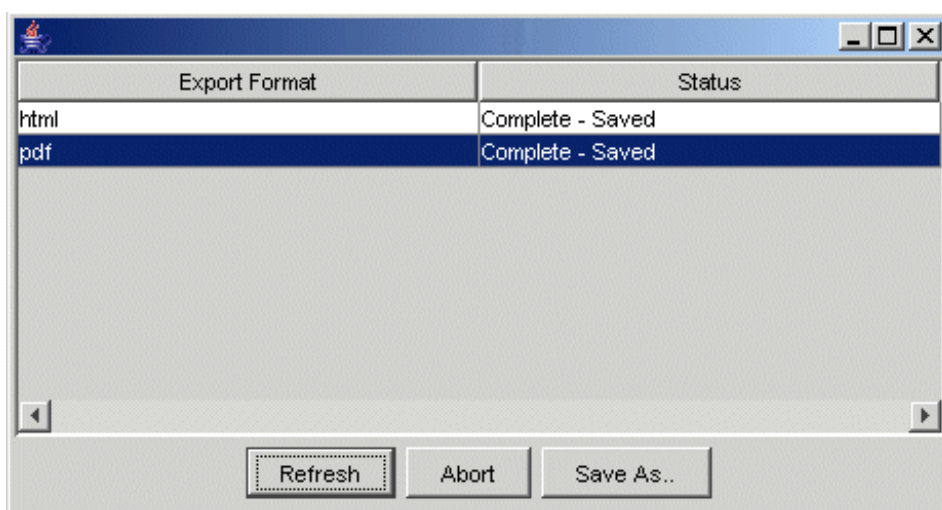 Export Format Status
html Complete - Saved
pdf Complete - Saved
Refresh Abort Save As..